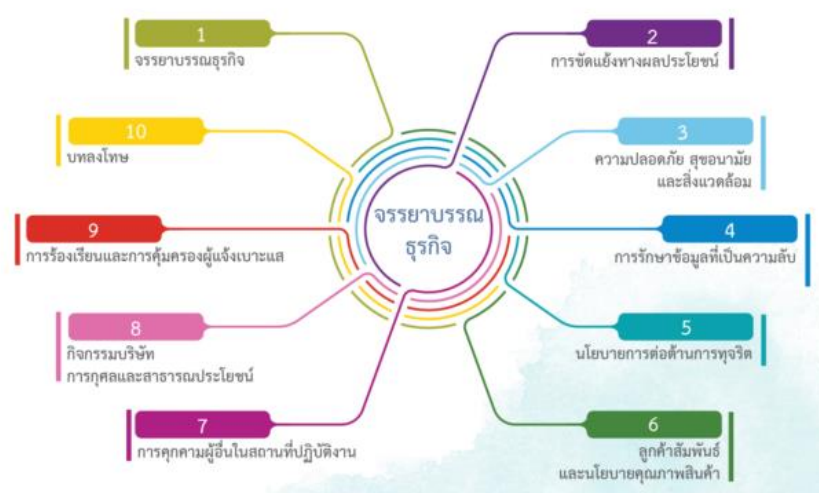 1
จรรยาบรรณธุรกิจ
2
การขัดแย้งทางผลประโยชน์
3
ความปลอดภัย สุขอนามัย
และสิ่งแวดล้อม
4
การรักษาข้อมูลที่เป็นความลับ
5
นโยบายการต่อต้านการทุจริต
6
ลูกค้าสัมพันธ์
และนโยบายคุณภาพสินค้า
7
การคุกคามผู้อื่นในสถานที่ปฏิบัติงาน
8
กิจกรรมบริษัท
การกุศลและสาธารณประโยชน์
9
การร้องเรียนและการคุ้มครองผู้แจ้งเบาะแส
10
บทลงโทษ
จรรยาบรรณ
ธุรกิจ